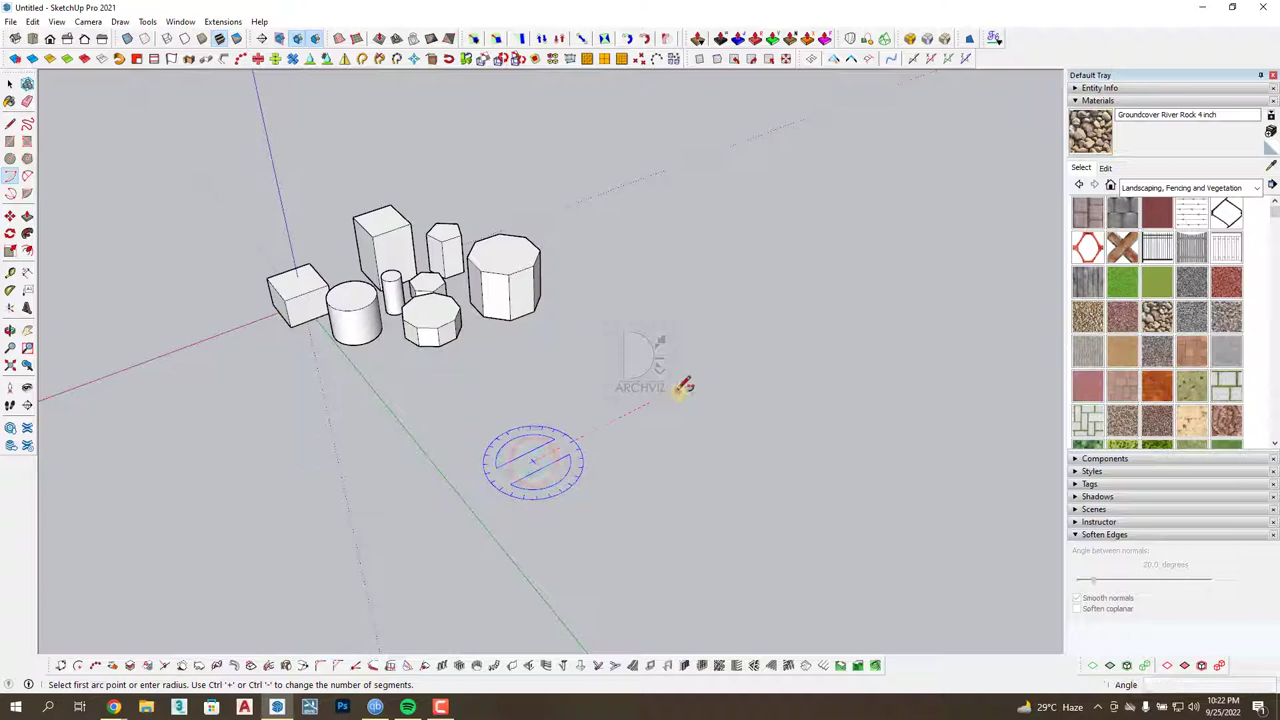 Untitled - SketchUp Pro 2021
File Edit View Camera Draw Tools Window Extensions Help
Default Tray
Entity Info
Materials
Groundcover River Rock 4 inch
Select Edit
Landscaping, Fencing and Vegetation
ARCHVIZ
Components
Styles
Tags
Shadows
Scenes
Instructor
Soften Edges
Angle between normals:
20.0 degrees
Smooth normals
Soften coplanar
Select first arc point or enter radius. Use 'Ctrl '+' or 'Ctrl '-' to change the number of segments.
Angle
29°C Haze
10:22 PM
9/25/2022